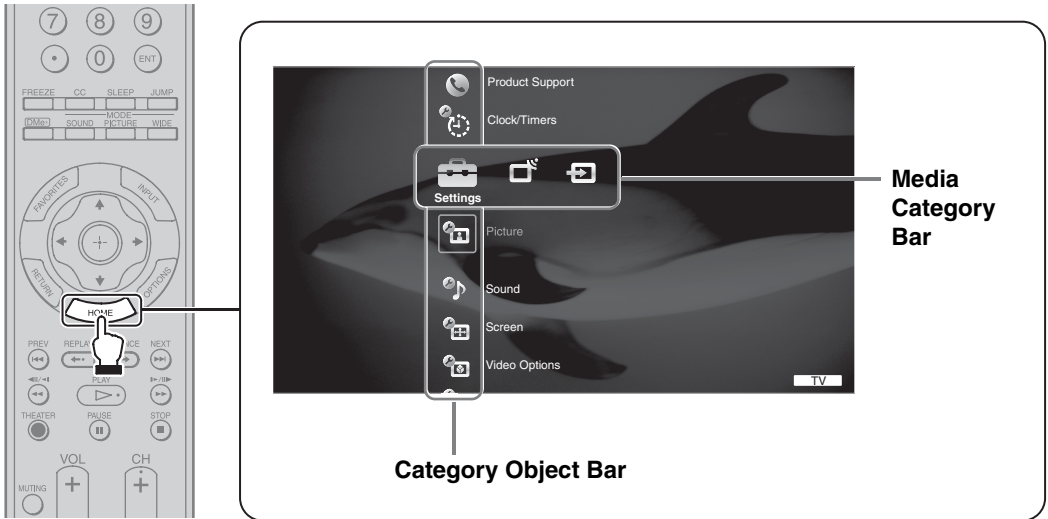 7 8 9
0 ENT
FREEZE CC SLEEP JUMP
MODE
DMeX SOUND PICTURE WIDE
FAVORITES INPUT
RETURN OPTIONS
HOME
PREV REPLAY NEXT
PLAY
THEATER PAUSE STOP
VOL CH
MUTING + +
Product Support
Clock/Timers
Settings
Picture
Sound
Screen
Video Options
TV
Media
Category
Bar
Category Object Bar